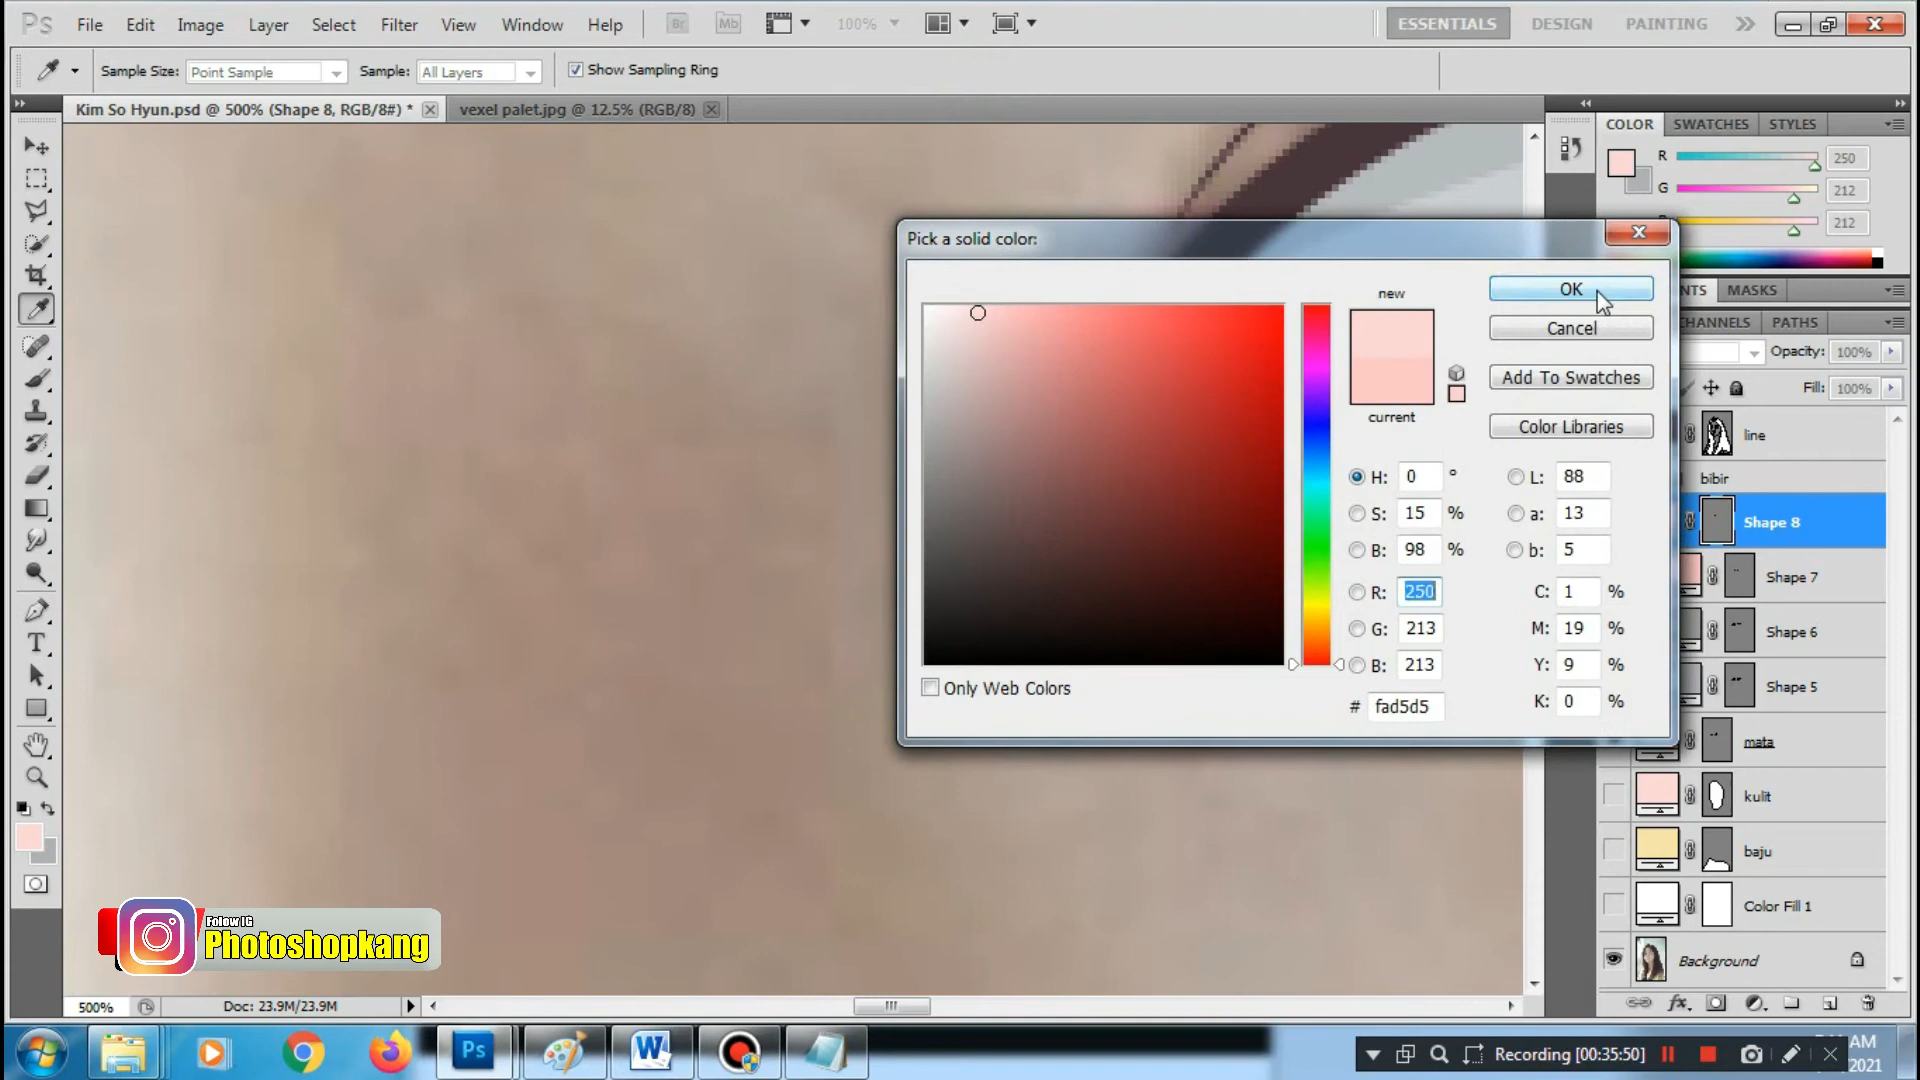 Ps File Edit Image Layer Select Filter View Window Help Br Mb 100% ESSENTIALS DESIGN PAINTING
Sample Size: Point Sample Sample: All Layers Show Sampling Ring
Kim So Hyun.psd @ 500% (Shape 8, RGB/8#) * vexel palet.jpg @ 12.5% (RGB/8)
COLOR SWATCHES STYLES
R 250
G 212
212
Pick a solid color:
new
current
OK
Cancel
Add To Swatches
Color Libraries
H: 0 ° L: 88
S: 15 % a: 13
B: 98 % b: 5
R: 250 C: 1 %
G: 213 M: 19 %
B: 213 Y: 9 %
# fad5d5 K: 0 %
Only Web Colors
MASKS
CHANNELS PATHS
Opacity: 100%
Fill: 100%
line
bibir
Shape 8
Shape 7
Shape 6
Shape 5
mata
kulit
baju
Color Fill 1
Background
Folow IG
Photoshopkang
500% Doc: 23.9M/23.9M
Ps W
Recording [00:35:50]
AM